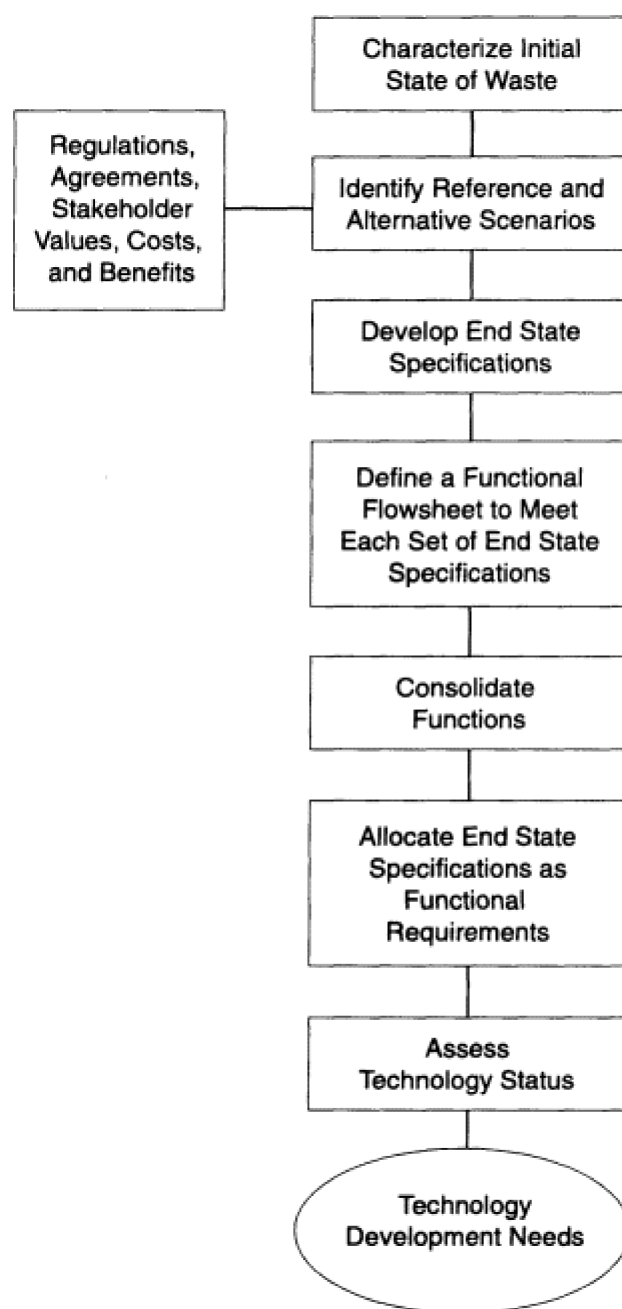 Characterize Initial
State of Waste
Regulations,
Agreements,
Stakeholder
Values, Costs,
and Benefits
Identify Reference and
Alternative Scenarios
Develop End State
Specifications
Define a Functional
Flowsheet to Meet
Each Set of End State
Specifications
Consolidate
Functions
Allocate End State
Specifications as
Functional
Requirements
Assess
Technology Status
Technology
Development Needs